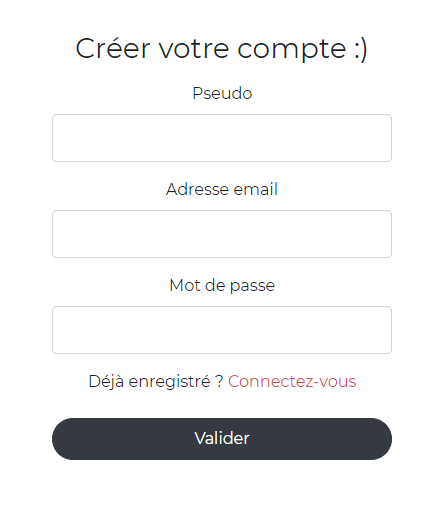 Créer votre compte :)
Pseudo
Adresse email
Mot de passe
Déjà enregistré ? Connectez-vous
Valider